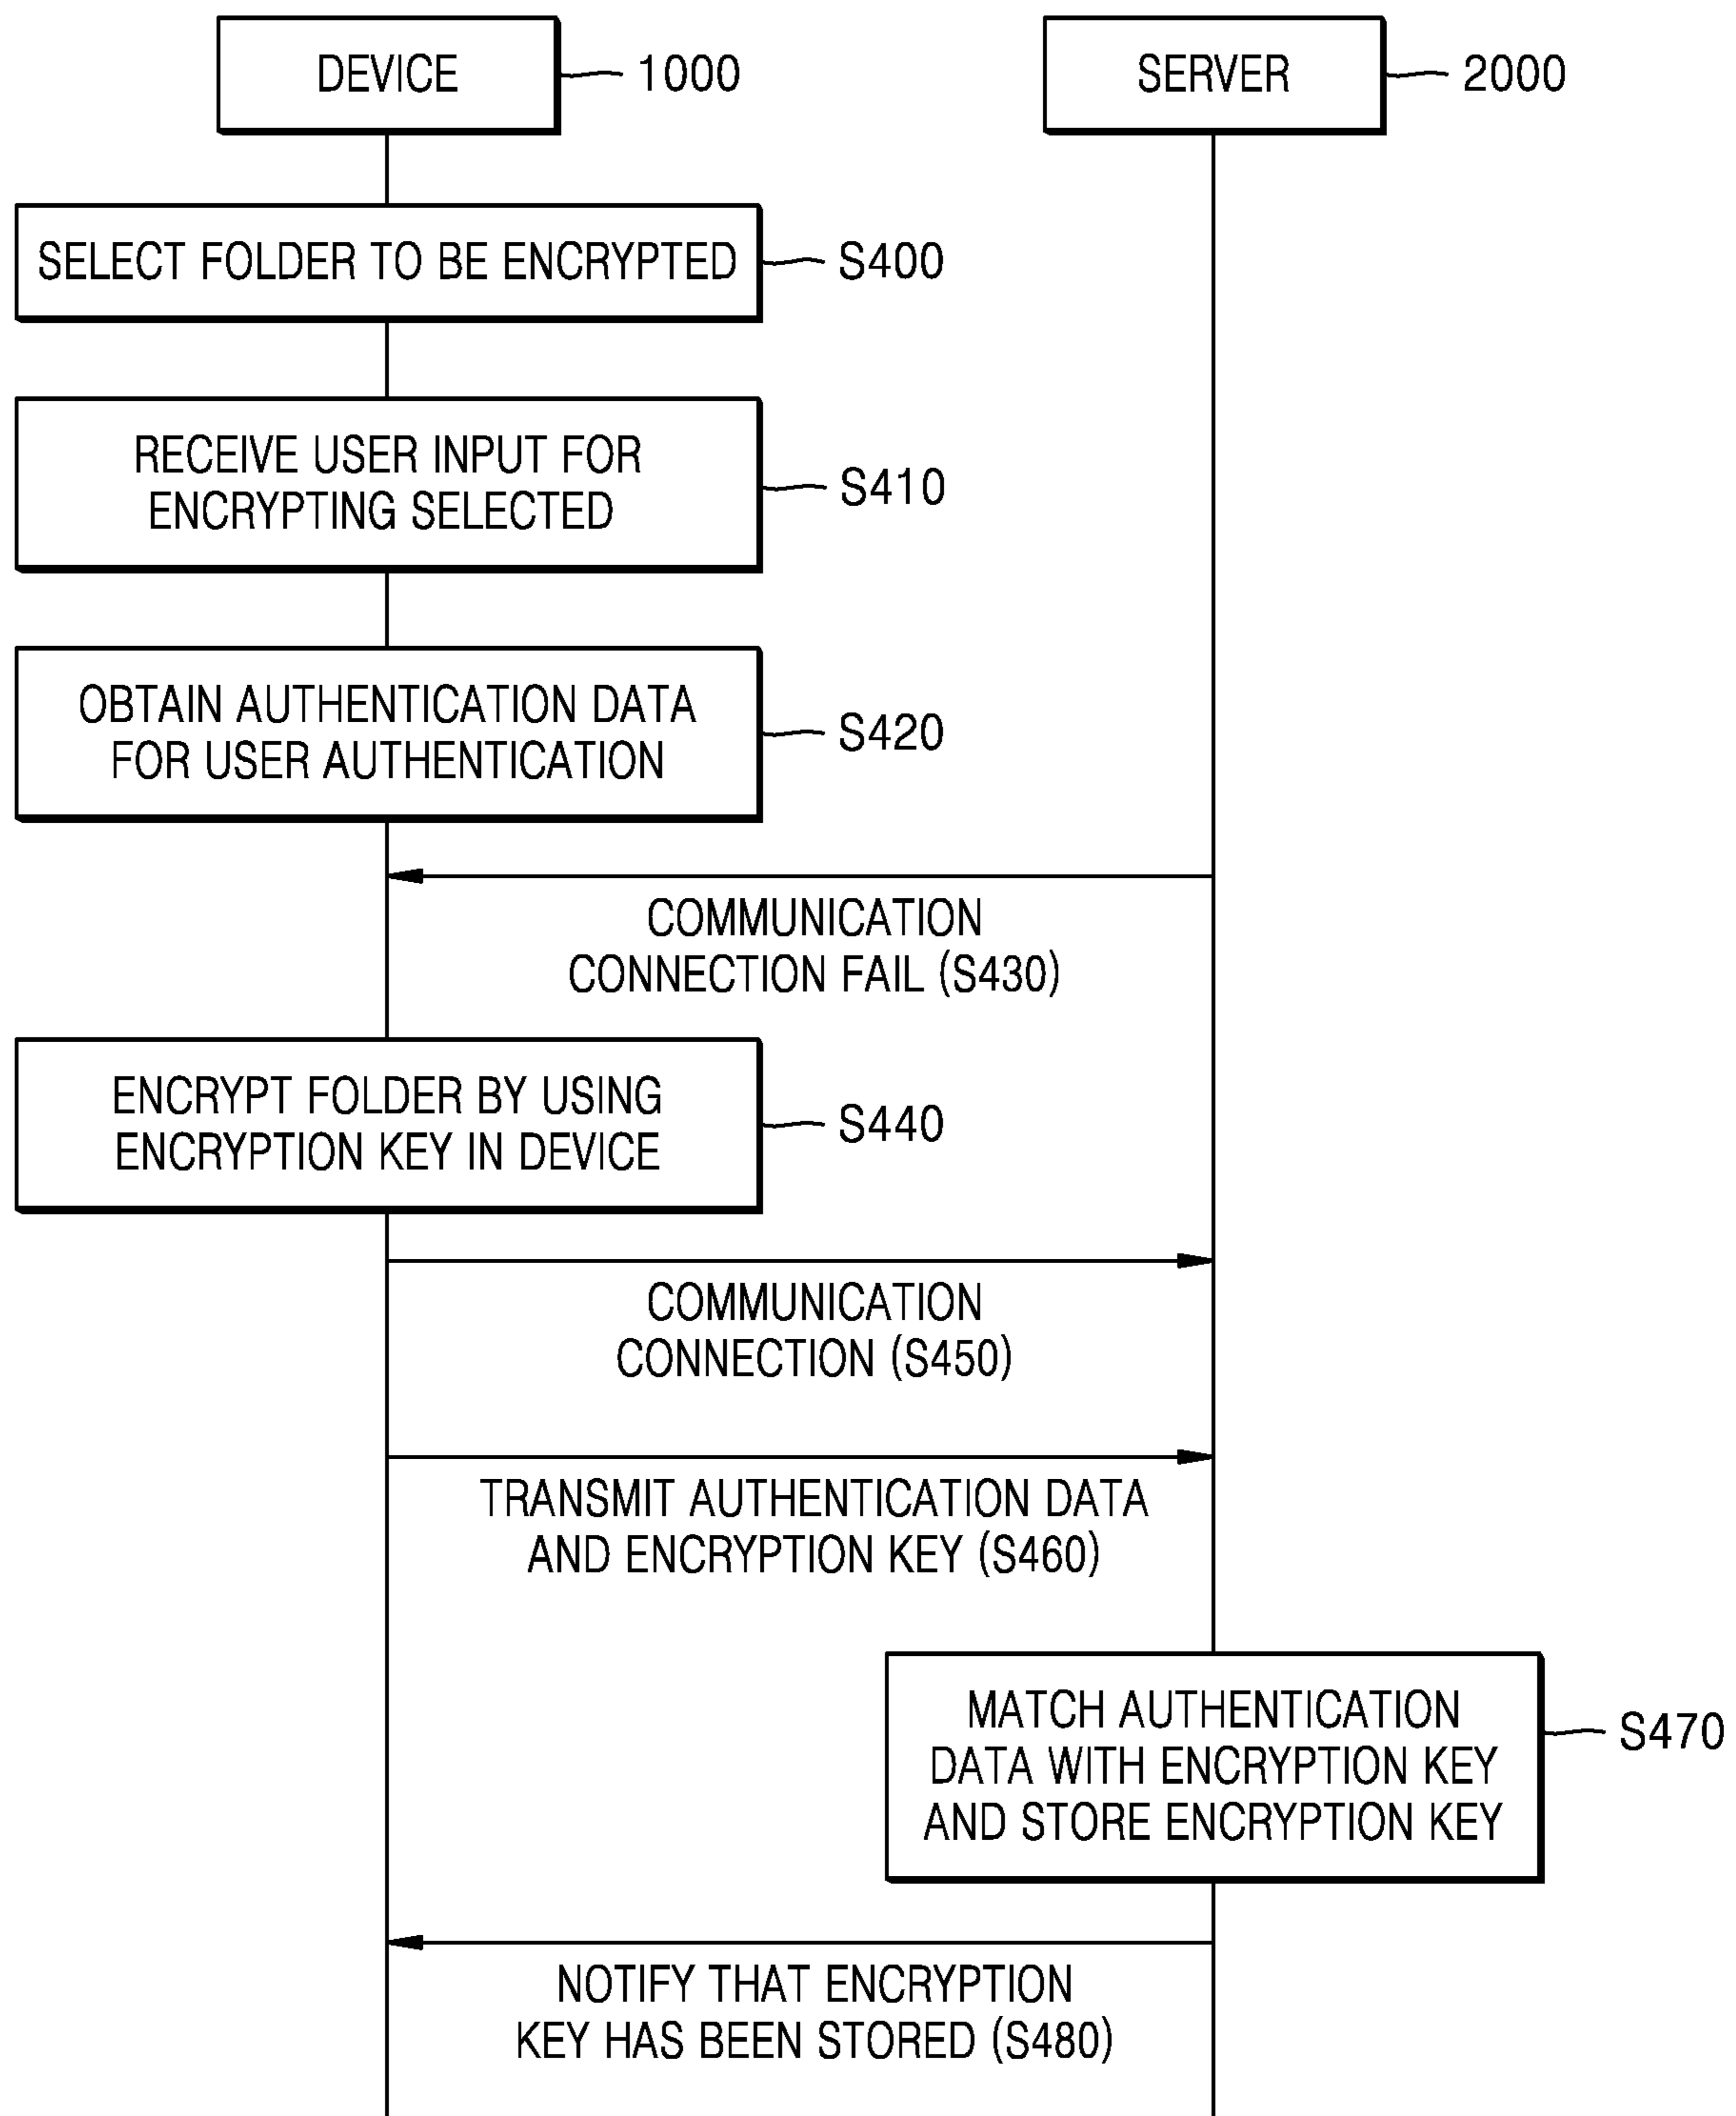 DEVICE
1000
SERVER
2000
SELECT FOLDER TO BE ENCRYPTED
S400
RECEIVE USER INPUT FOR
ENCRYPTING SELECTED
S410
OBTAIN AUTHENTICATION DATA
FOR USER AUTHENTICATION
S420
COMMUNICATION
CONNECTION FAIL (S430)
ENCRYPT FOLDER BY USING
ENCRYPTION KEY IN DEVICE
S440
COMMUNICATION
CONNECTION (S450)
TRANSMIT AUTHENTICATION DATA
AND ENCRYPTION KEY (S460)
MATCH AUTHENTICATION
DATA WITH ENCRYPTION KEY
AND STORE ENCRYPTION KEY
S470
NOTIFY THAT ENCRYPTION
KEY HAS BEEN STORED (S480)